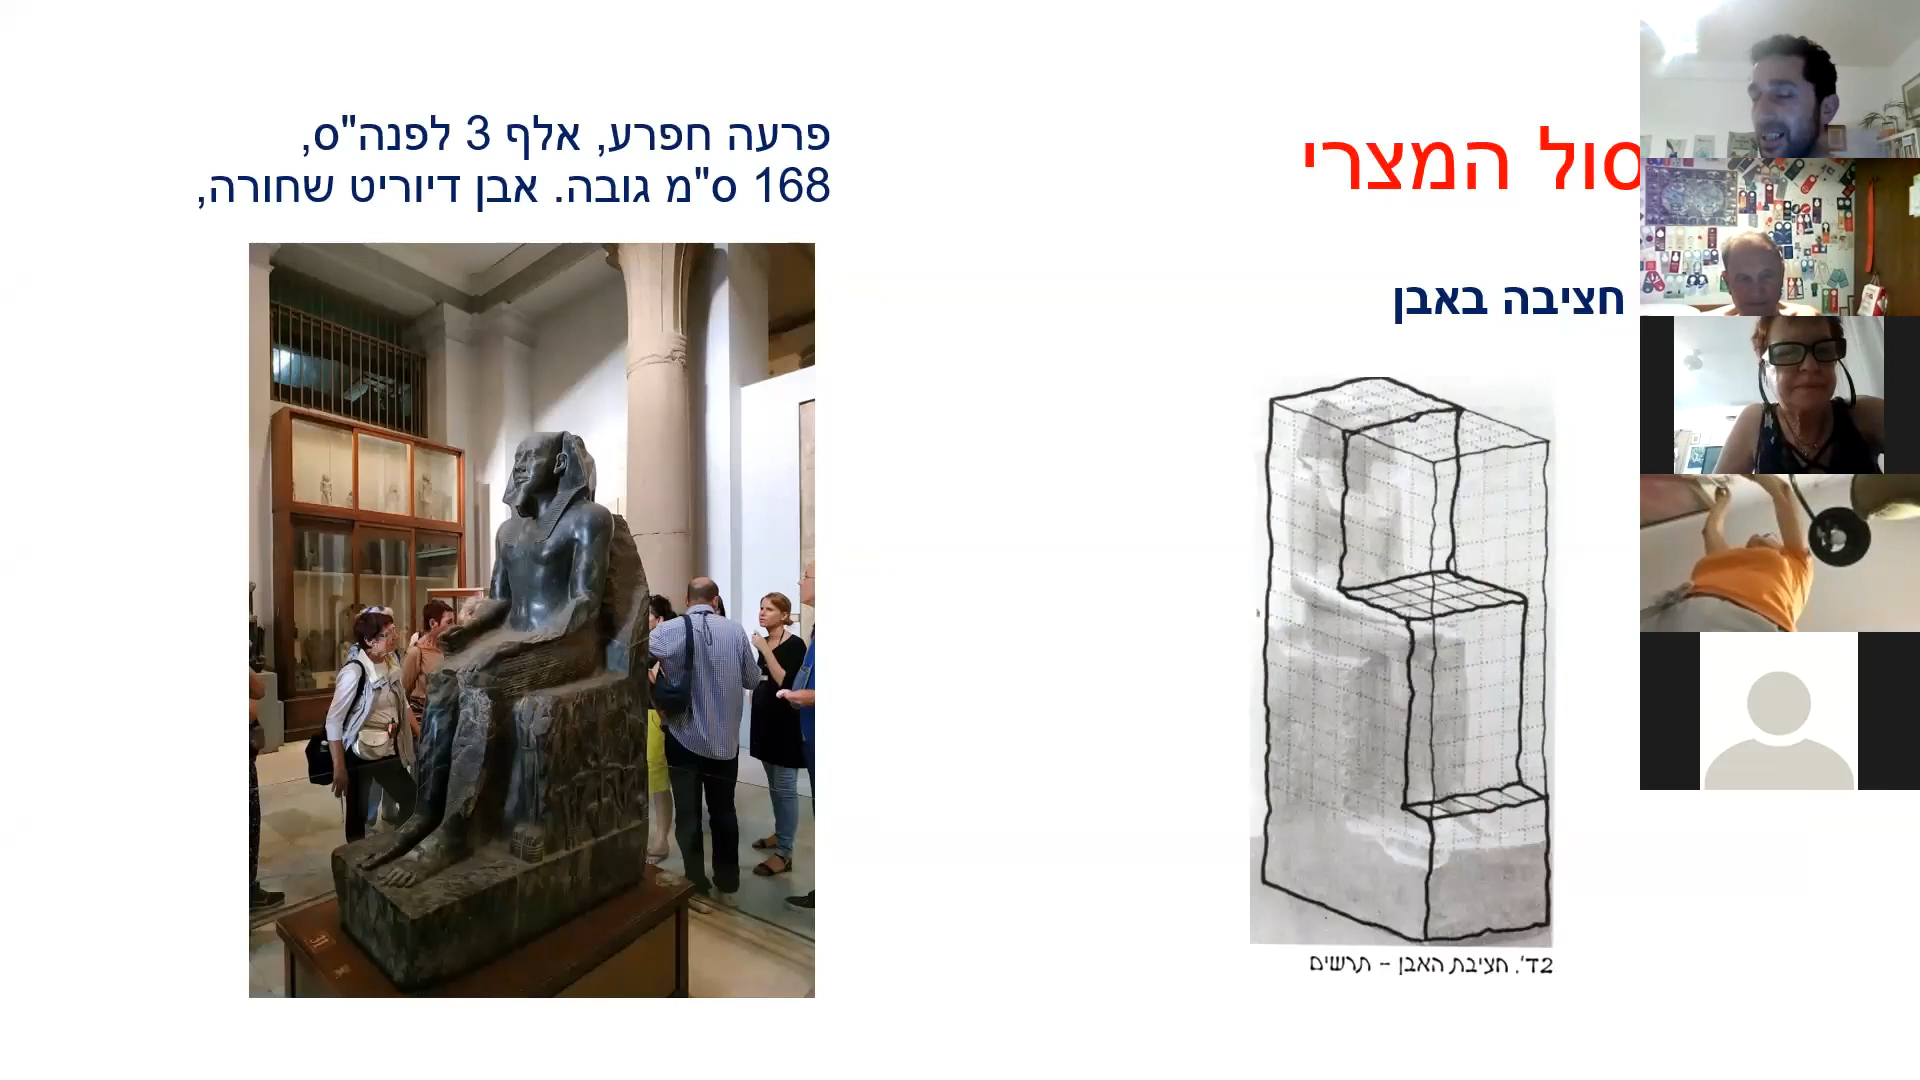 סול המצרי
חציבה באבן
2ד'. חציבת האבן - תרשים
פרעה חפרע, אלף 3 לפנה"ס,
168 ס"מ גובה. אבן דיוריט שחורה,